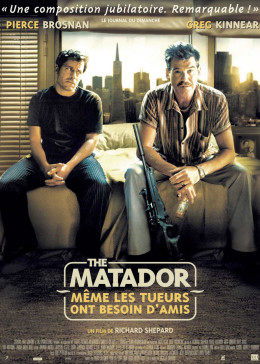 « Une composition jubilatoire. Remarquable ! »
PIERCE BROSNAN
LE JOURNAL DU DIMANCHE
GREG KINNEAR
THE
MATADOR
MÊME LES TUEURS
ONT BESOIN D'AMIS
UN FILM DE RICHARD SHEPARD